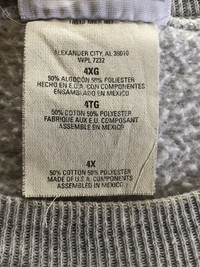 ALEXANDER CITY, AL 35010
WPL 7232
4XG
50% ALGODON 50% POLYESTER
HECHO EN E.U.A. CON COMPONENTES
ENSAMBLADO EN MEXICO
4TG
50% COTON 50% POLYESTER
FABRIQUE AUX E.U. COMPOSANT
ASSEMBLE EN MEXICO
4X
50% COTTON 50% POLYESTER
MADE OF U.S.A. COMPONENTS
ASSEMBLED IN MEXICO